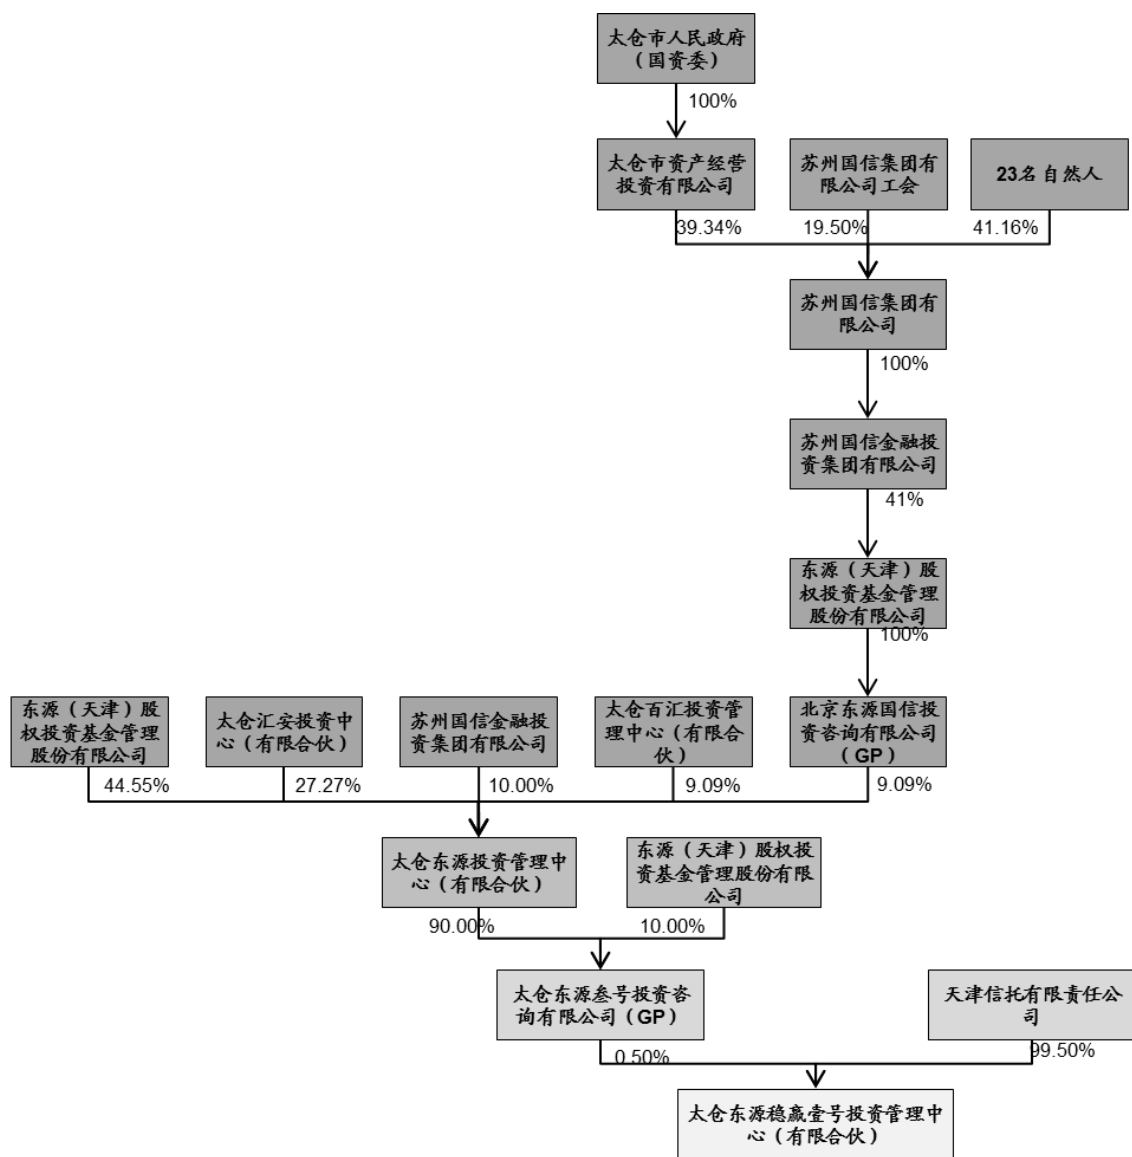 太仓市人民政府
（国资委）
100%
太仓市资产经营
投资有限公司
苏州国信集团有
限公司工会
23名自然人
39.34%
19.50%
41.16%
苏州国信集团有
限公司
100%
苏州国信金融投
资集团有限公司
41%
东源（天津）股
权投资基金管理
股份有限公司
100%
东源（天津）股
权投资基金管理
股份有限公司
太仓汇安投资中
心（有限合伙）
苏州国信金融投
资集团有限公司
太仓百汇投资管
理中心（有限合
伙）
北京东源国信投
资咨询有限公司
（GP）
44.55%
27.27%
10.00%
9.09%
9.09%
太仓东源投资管理中
心（有限合伙）
东源（天津）股权投
资基金管理股份有限
公司
90.00%
10.00%
太仓东源叁号投资咨
询有限公司（GP）
天津信托有限责任公
司
0.50%
99.50%
太仓东源稳赢壹号投资管理中
心（有限合伙）